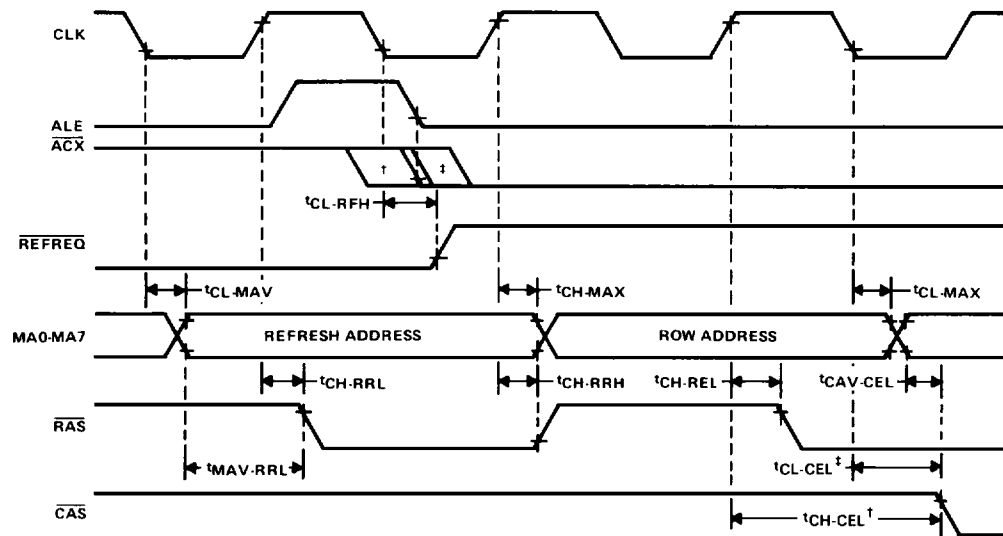 CLK
ALE
ACX
† ‡
tCL-RFH
REFREQ
tCL-MAV tCH-MAX tCL-MAX
MA0-MA7 REFRESH ADDRESS ROW ADDRESS
tCH-RRL tCH-RRH tCH-REL tCAV-CEL
RAS
tMAV-RRL tCL-CEL‡
CAS tCH-CEL†